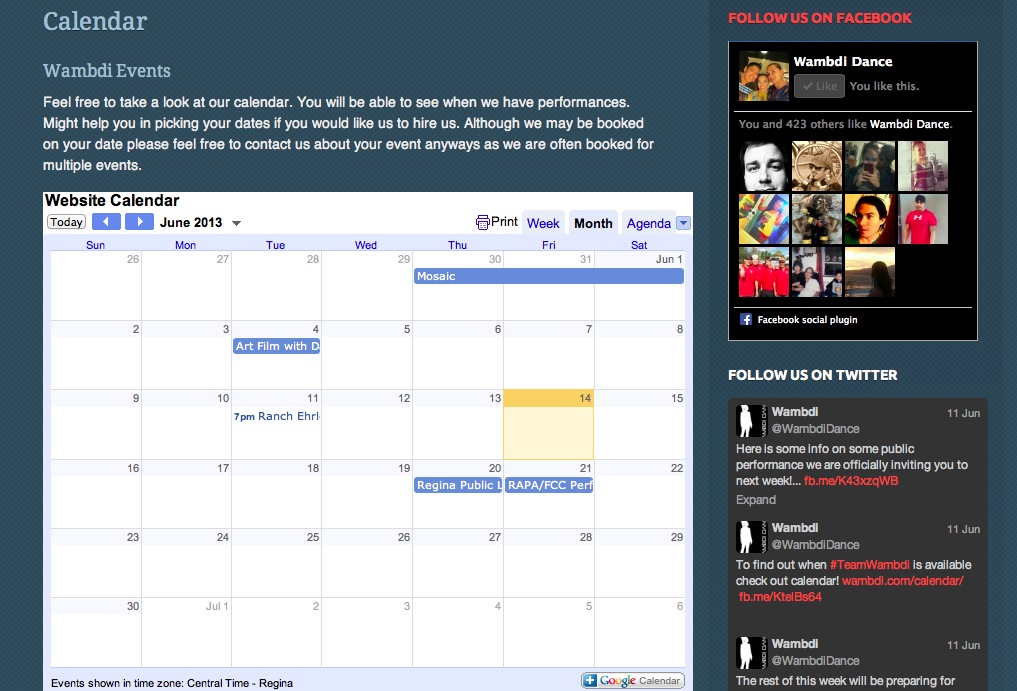 Calendar
Wambdi Events
Feel free to take a look at our calendar. You will be able to see when we have performances.
Might help you in picking your dates if you would like us to hire us. Although we may be booked
on your date please feel free to contact us about your event anyways as we are often booked for
multiple events.
Website Calendar
Today June 2013 Print Week Month Agenda
Sun Mon Tue Wed Thu Fri Sat
26 27 28 29 30 31 Jun 1
Mosaic
2 3 4 5 6 7 8
Art Film with D
9 10 11 12 13 14 15
7pm Ranch Ehrl
16 17 18 19 20 21 22
Regina Public L RAPA/FCC Perf
23 24 25 26 27 28 29
30 Jul 1 2 3 4 5 6
Events shown in time zone: Central Time - Regina
Google Calendar
FOLLOW US ON FACEBOOK
Wambdi Dance
Like You like this.
You and 423 others like Wambdi Dance.
Facebook social plugin
FOLLOW US ON TWITTER
Wambdi 11 Jun
@WambdiDance
Here is some info on some public
performance we are officially inviting you to
next week!... fb.me/K43xzqWB
Expand
Wambdi 11 Jun
@WambdiDance
To find out when #TeamWambdi is available
check out calendar! wambdi.com/calendar/
fb.me/KtelBs64
Wambdi 11 Jun
@WambdiDance
The rest of this week will be preparing for